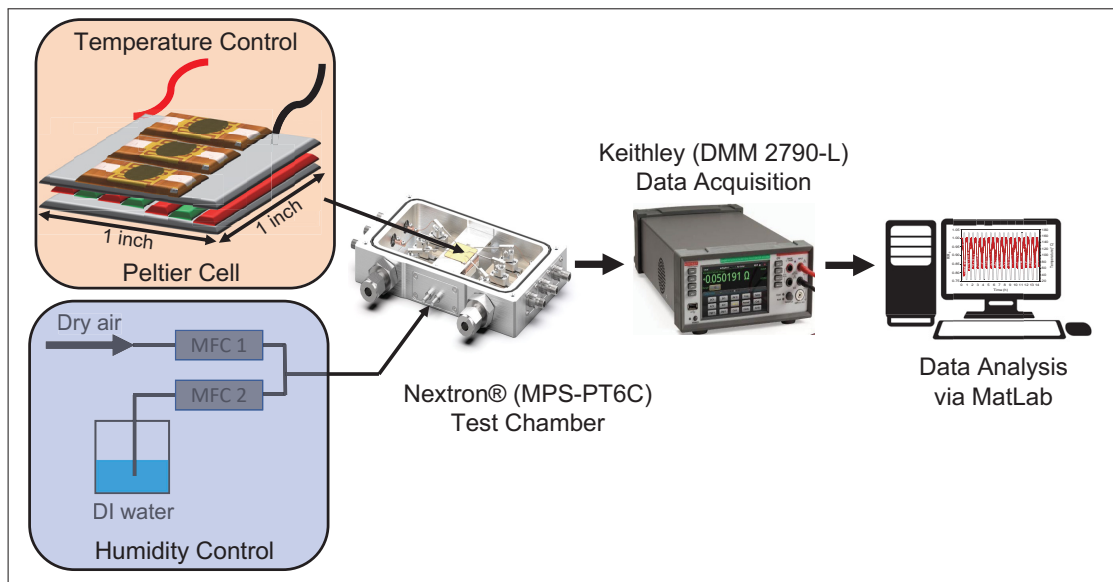 Temperature Control
1 inch
1 inch
Peltier Cell
Dry air
MFC 1
MFC 2
DI water
Humidity Control
Nextron® (MPS-PT6C)
Test Chamber
Keithley (DMM 2790-L)
Data Acquisition
-0.050191 Ω
Data Analysis
via MatLab